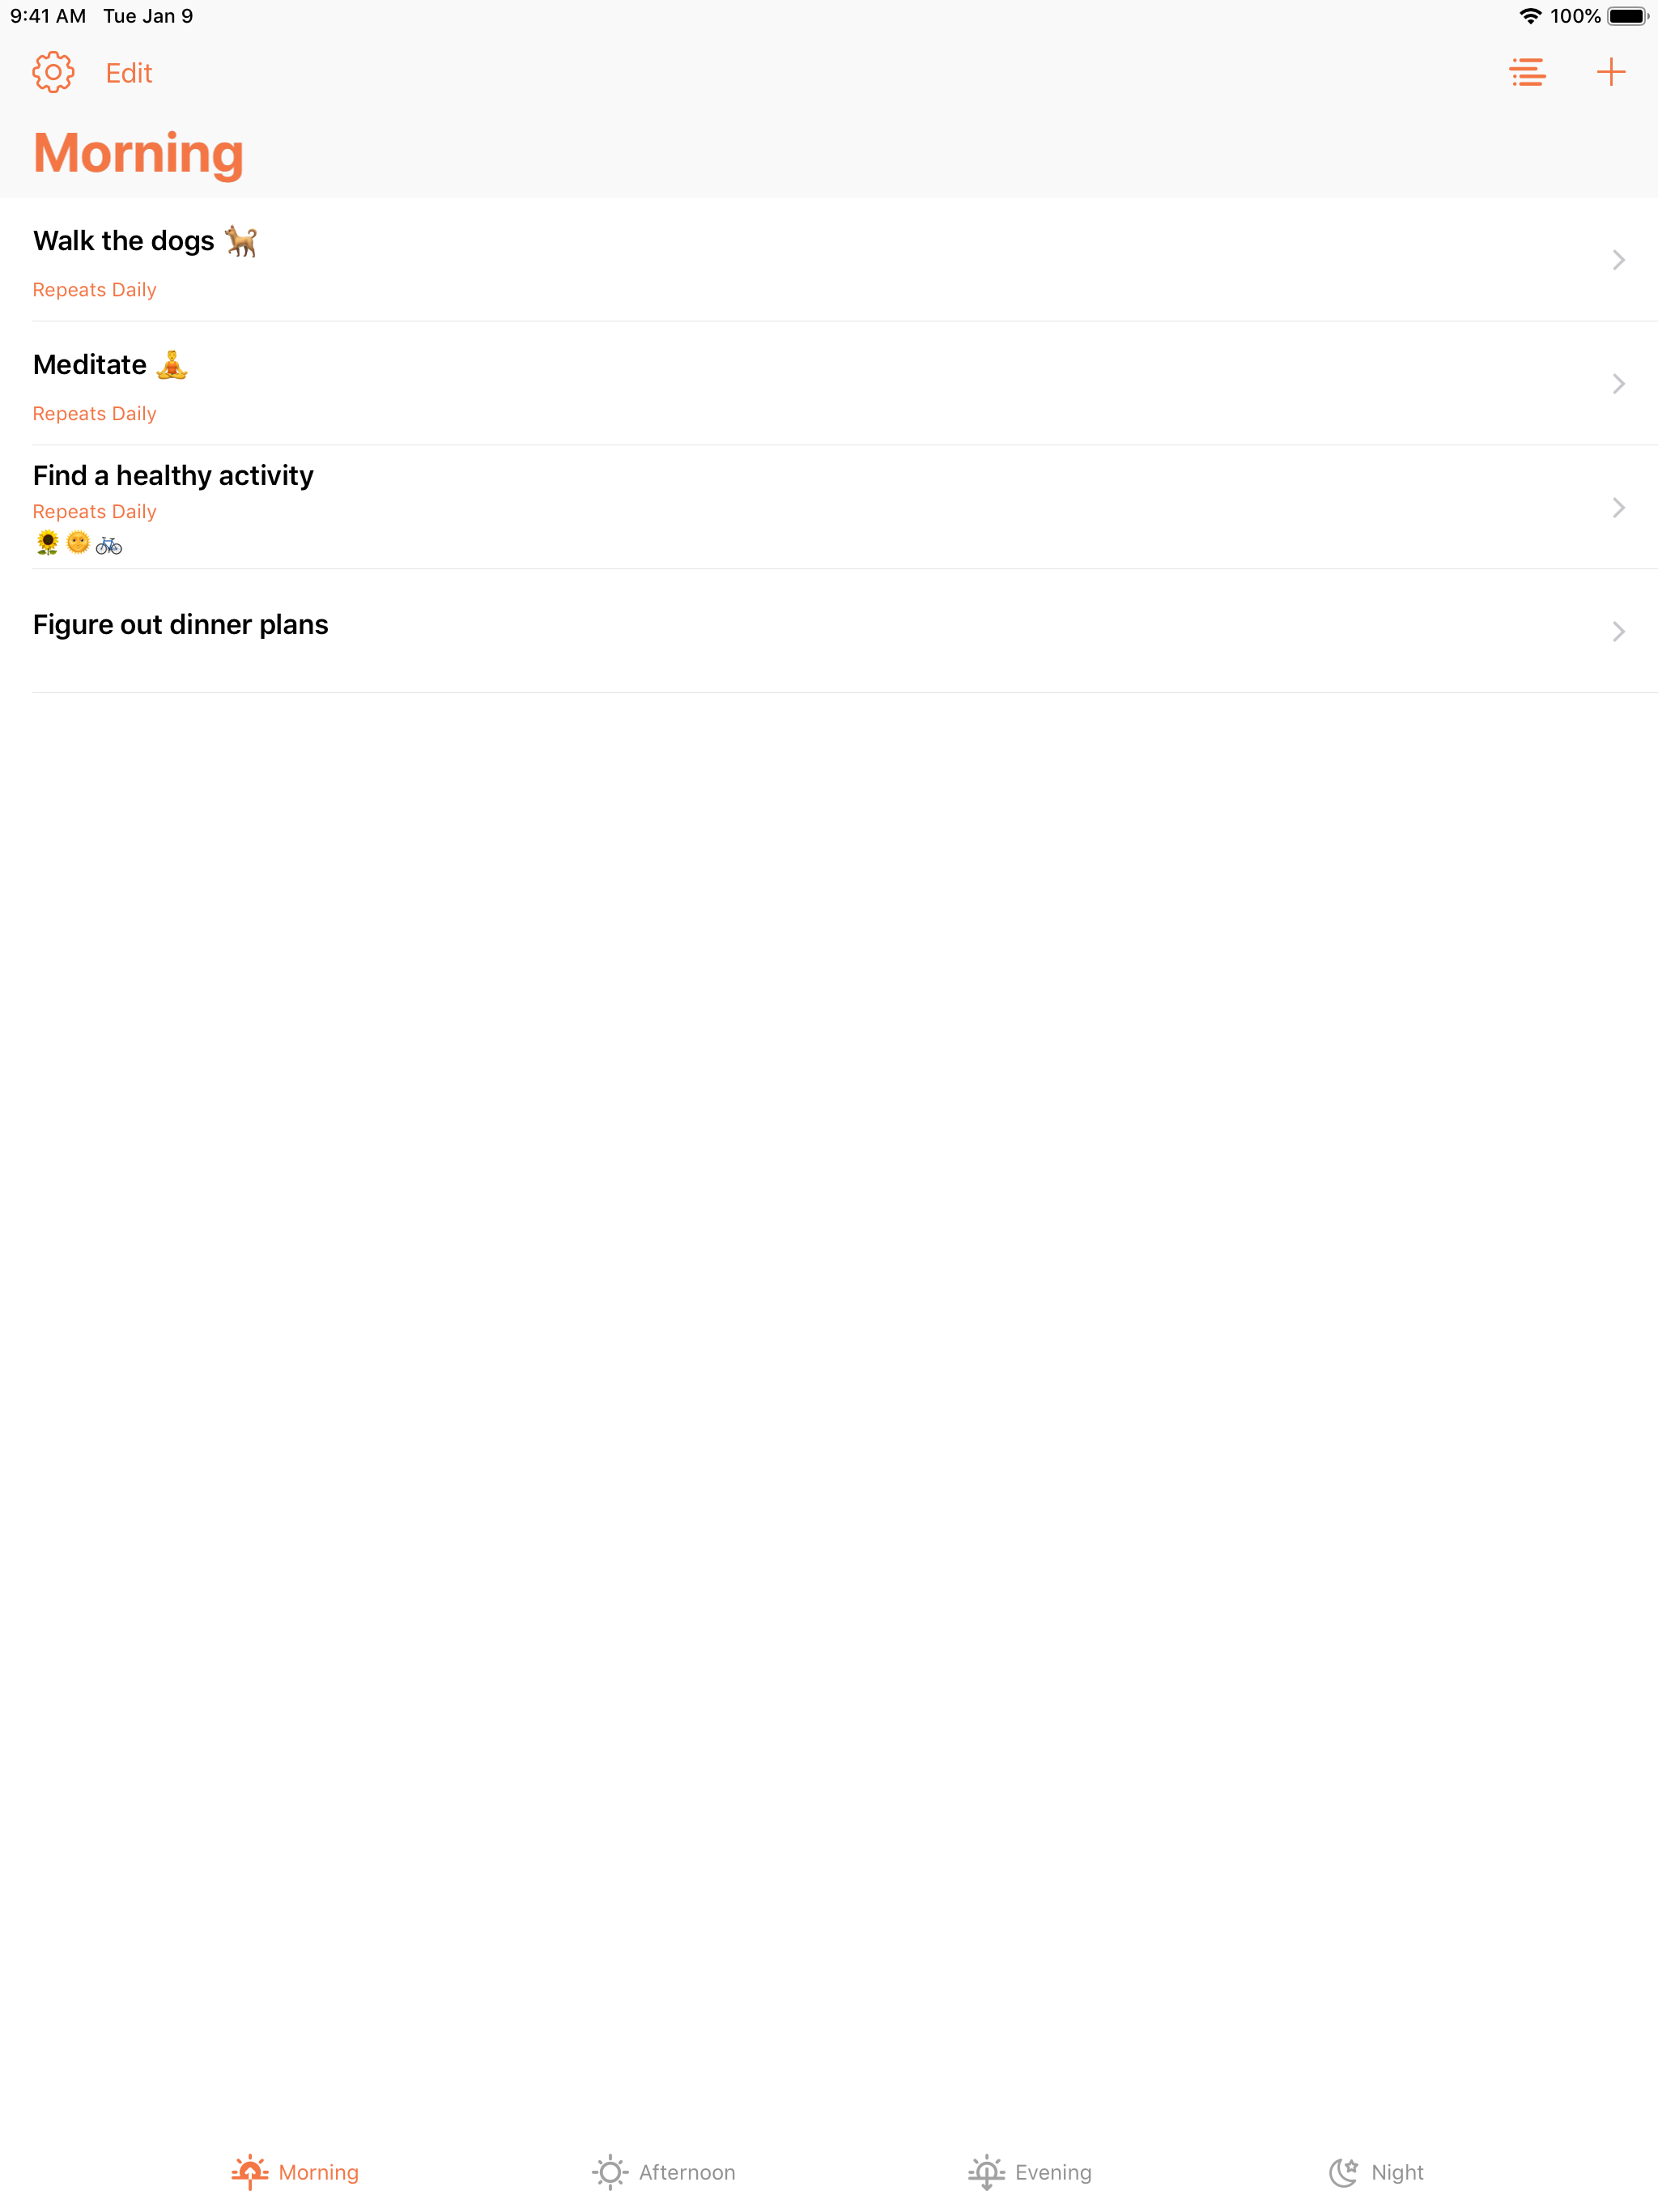 9:41 AM Tue Jan 9 100%
Edit
Morning
Walk the dogs 🐕
Repeats Daily
Meditate 🧘
Repeats Daily
Find a healthy activity
Repeats Daily
🌻🌞🚲
Figure out dinner plans
Morning Afternoon Evening Night